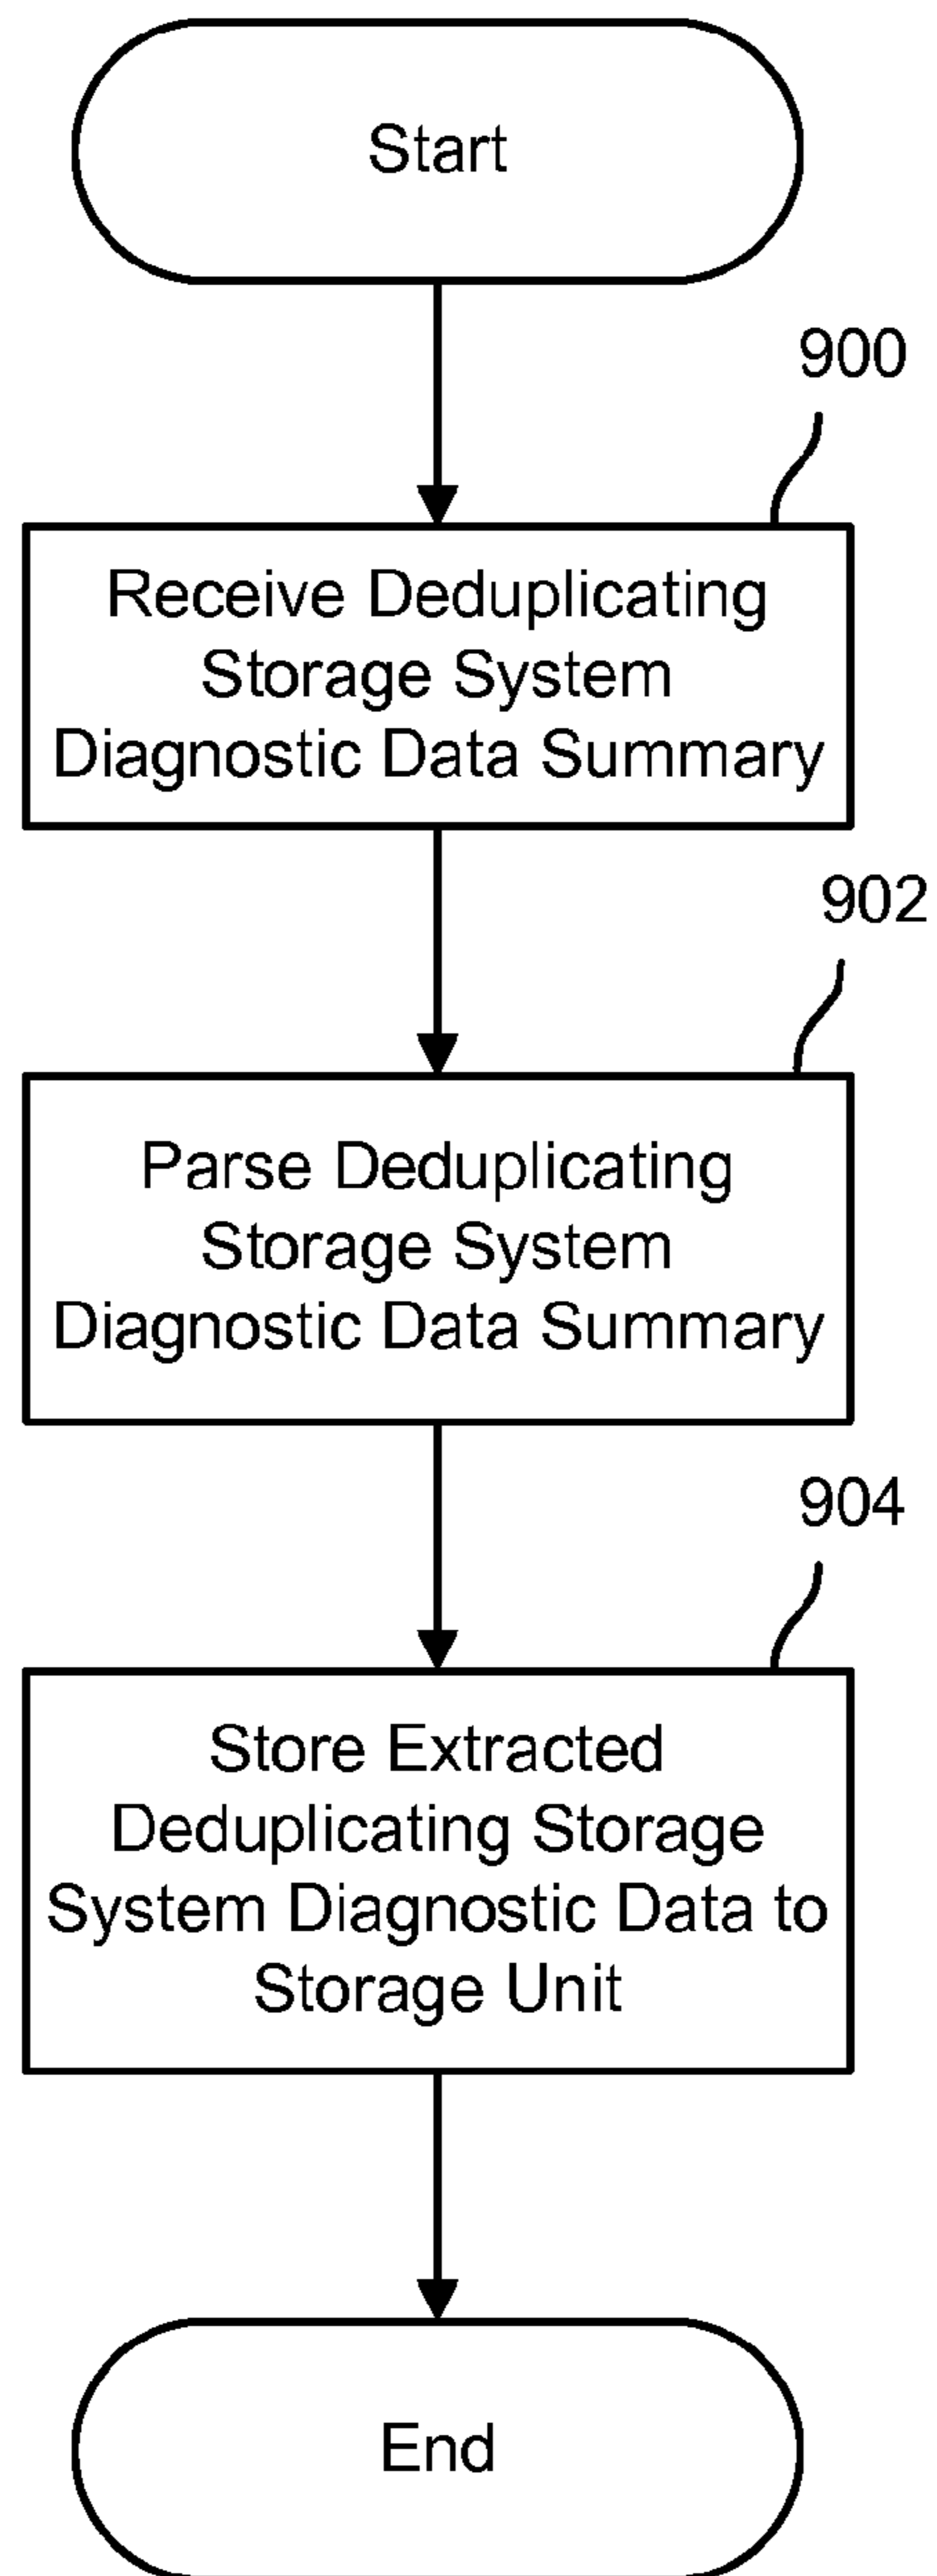 Start
900
Receive Deduplicating
Storage System
Diagnostic Data Summary
902
Parse Deduplicating
Storage System
Diagnostic Data Summary
904
Store Extracted
Deduplicating Storage
System Diagnostic Data to
Storage Unit
End